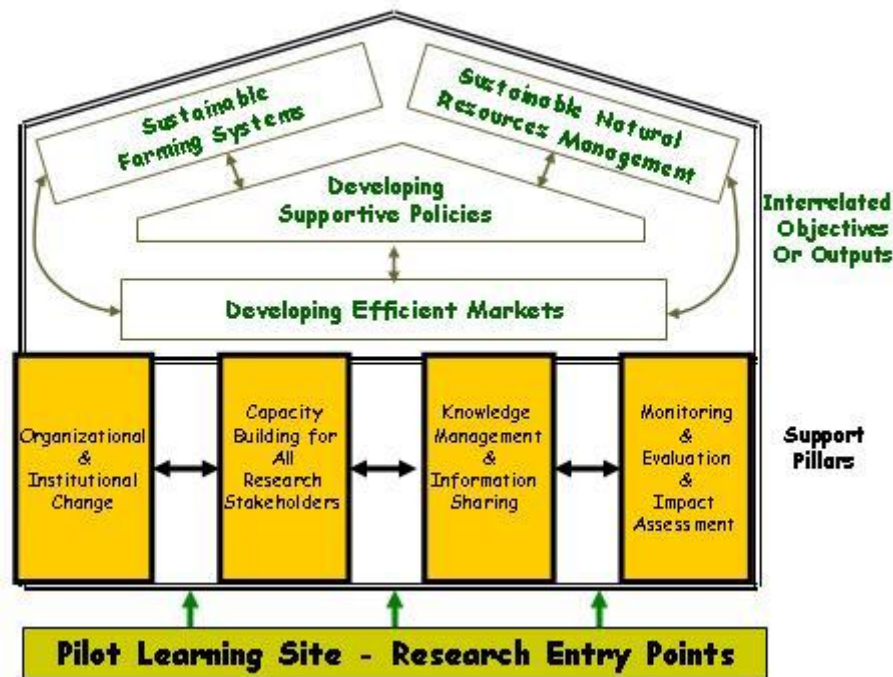 Sustainable
Farming Systems
Sustainable Natural
Resources Management
Developing
Supportive Policies
Interrelated
Objectives
Or Outputs
Developing Efficient Markets
Organizational
&
Institutional
Change
Capacity
Building for
All
Research
Stakeholders
Knowledge
Management
&
Information
Sharing
Monitoring
&
Evaluation
&
Impact
Assessment
Support
Pillars
Pilot Learning Site - Research Entry Points